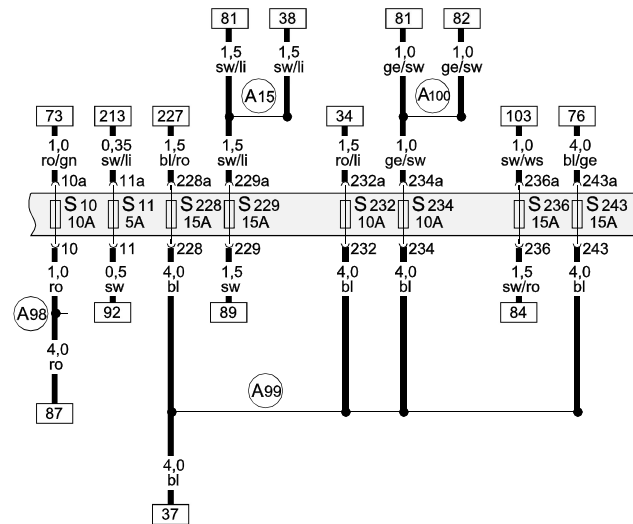 81 38 81 82
1,5 1,5 1,0 1,0
sw/li sw/li ge/sw ge/sw
A15 A100
73 213 227 34 103 76
1,0 0,35 1,5 1,5 1,5 1,0 1,0 4,0
ro/gn sw/li bl/ro sw/li ro/li ge/sw sw/ws bl/ge
10a 11a 228a 229a 232a 234a 236a 243a
S 10 S 11 S 228 S 229 S 232 S 234 S 236 S 243
10A 5A 15A 15A 10A 10A 15A 15A
10 11 228 229 232 234 236 243
1,0 0,5 4,0 1,5 4,0 4,0 1,5 4,0
ro sw bl sw bl bl sw/ro bl
A98 92 89 84
4,0
ro
A99
87
4,0
bl
37